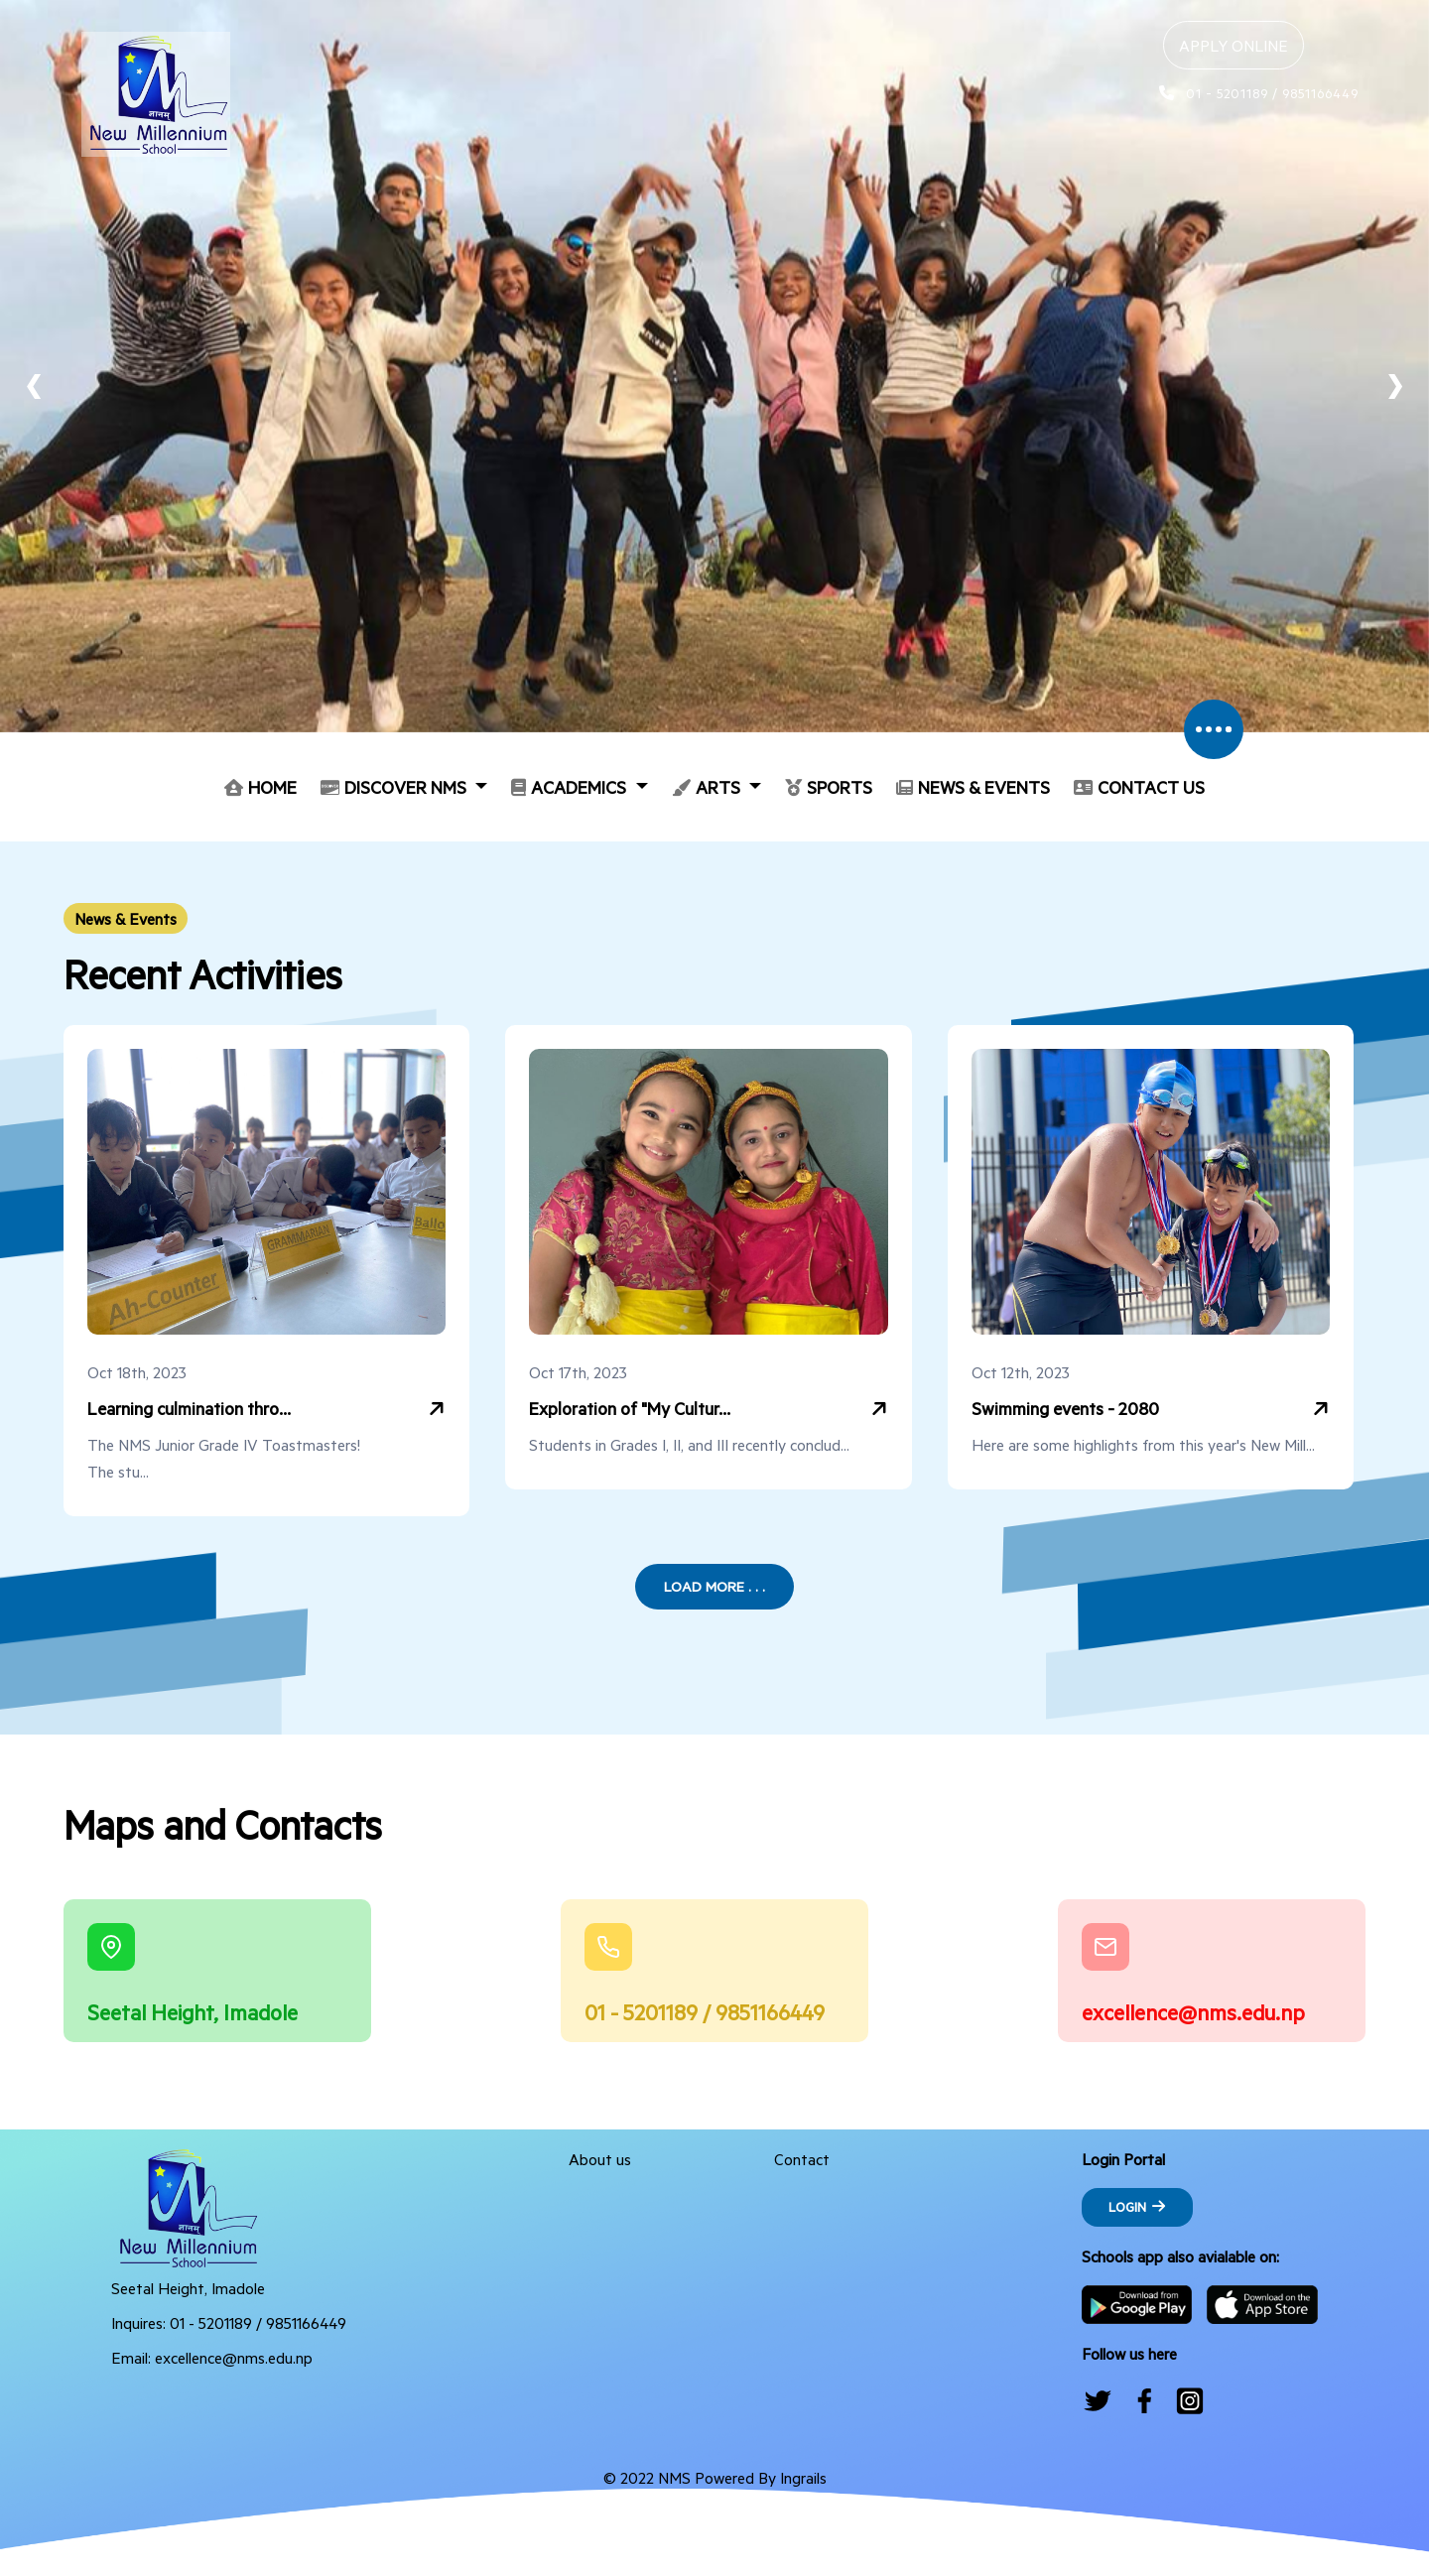 ज्ञानम्
New Millennium
School
APPLY ONLINE
01 - 5201189 / 9851166449
HOME
DISCOVER NMS
ACADEMICS
ARTS
SPORTS
NEWS & EVENTS
CONTACT US
News & Events
Recent Activities
Ah-Counter
GRAMMARIAN
Ballo
Oct 18th, 2023
Learning culmination thro...
The NMS Junior Grade IV Toastmasters!
The stu...
Oct 17th, 2023
Exploration of "My Cultur...
Students in Grades I, II, and III recently conclud...
Oct 12th, 2023
Swimming events - 2080
Here are some highlights from this year's New Mill...
LOAD MORE . . .
Maps and Contacts
Seetal Height, Imadole
01 - 5201189 / 9851166449
excellence@nms.edu.np
ज्ञानम्
New Millennium
School
Seetal Height, Imadole
Inquires: 01 - 5201189 / 9851166449
Email: excellence@nms.edu.np
About us
Contact
Login Portal
LOGIN
Schools app also avialable on:
Download from
Google Play
Download on the
App Store
Follow us here
© 2022 NMS Powered By Ingrails